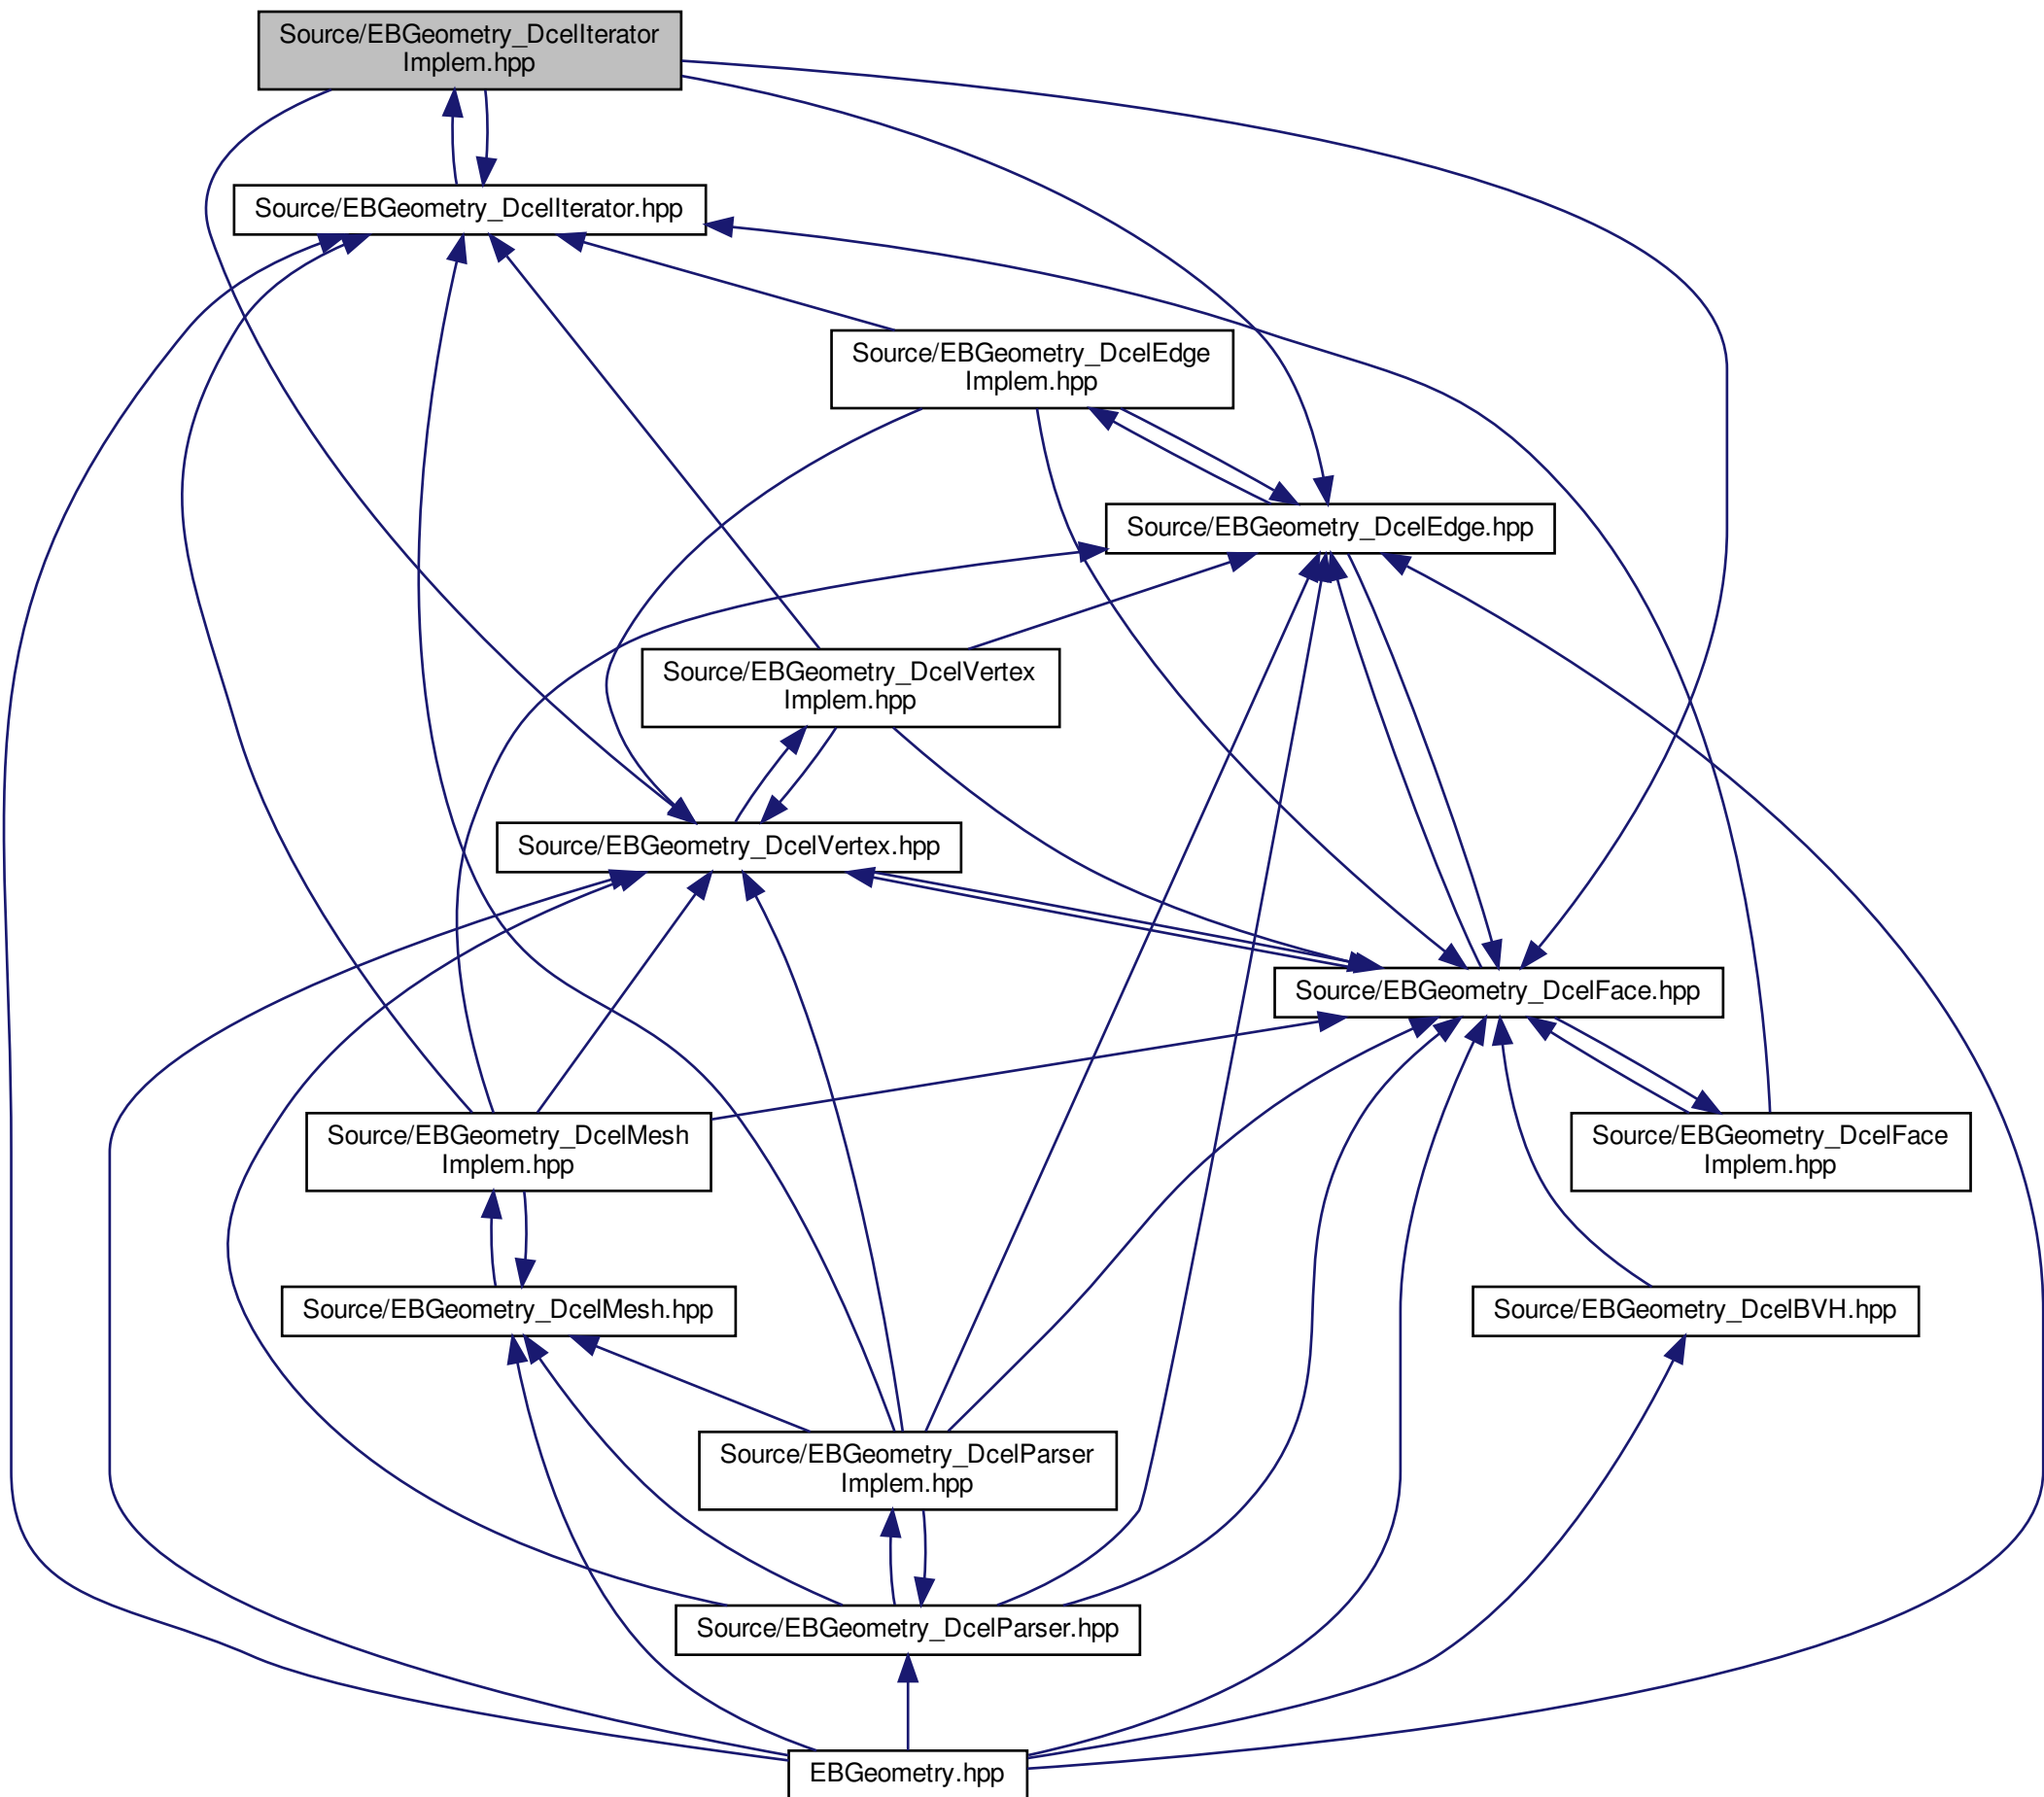 Source/EBGeometry_DcelIterator
Implem.hpp
Source/EBGeometry_DcelIterator.hpp
Source/EBGeometry_DcelEdge
Implem.hpp
Source/EBGeometry_DcelEdge.hpp
Source/EBGeometry_DcelVertex
Implem.hpp
Source/EBGeometry_DcelVertex.hpp
Source/EBGeometry_DcelFace.hpp
Source/EBGeometry_DcelMesh
Implem.hpp
Source/EBGeometry_DcelFace
Implem.hpp
Source/EBGeometry_DcelMesh.hpp
Source/EBGeometry_DcelBVH.hpp
Source/EBGeometry_DcelParser
Implem.hpp
Source/EBGeometry_DcelParser.hpp
EBGeometry.hpp